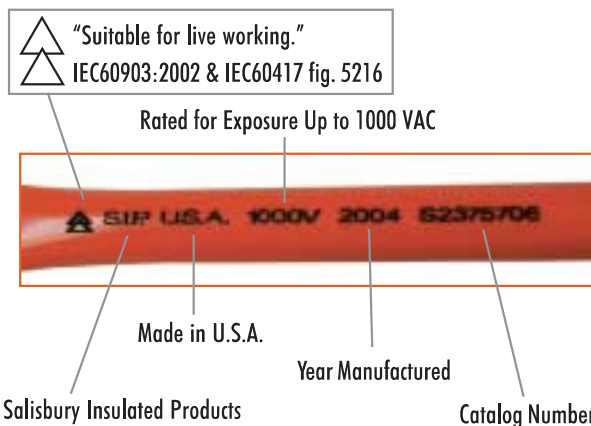 "Suitable for live working."
IEC60903:2002 & IEC60417 fig. 5216
Rated for Exposure Up to 1000 VAC
S.I.P U.S.A. 1000V 2004 S2375706
Made in U.S.A.
Year Manufactured
Salisbury Insulated Products
Catalog Number